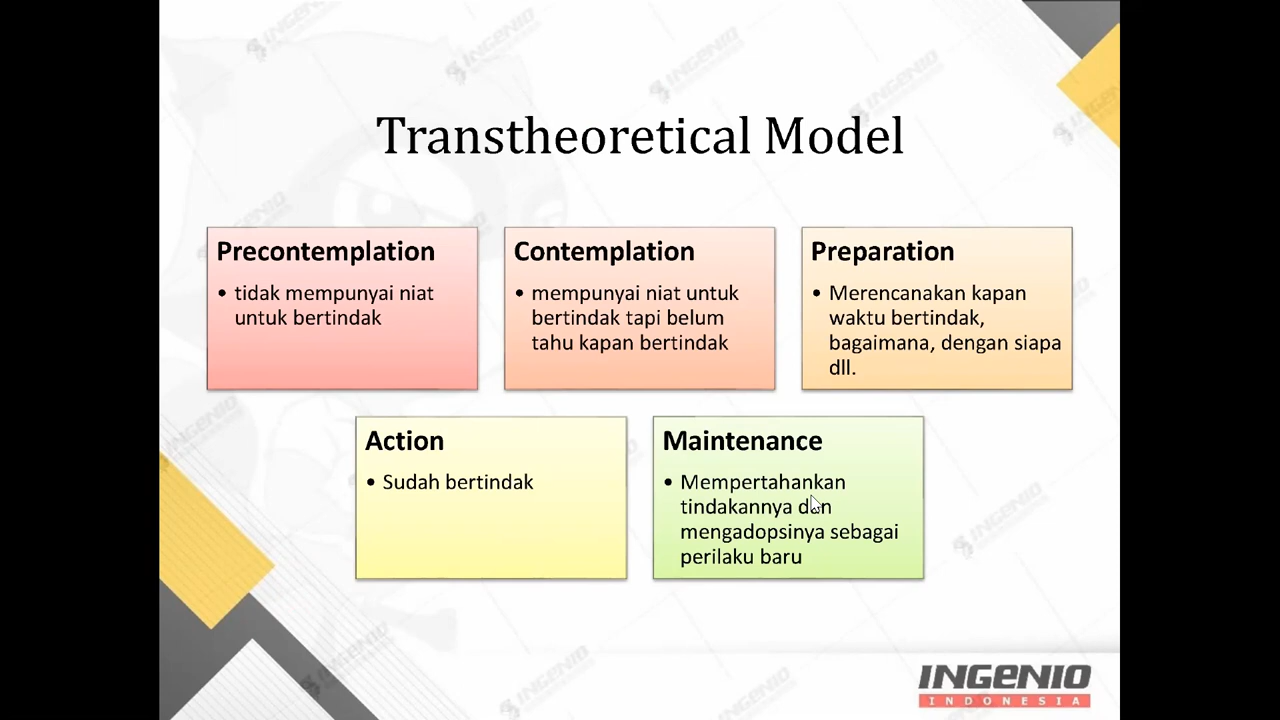 Transtheoretical Model
Precontemplation
• tidak mempunyai niat
untuk bertindak
Contemplation
• mempunyai niat untuk
bertindak tapi belum
tahu kapan bertindak
Preparation
• Merencanakan kapan
waktu bertindak,
bagaimana, dengan siapa
dll.
Action
• Sudah bertindak
Maintenance
• Mempertahankan
tindakannya dan
mengadopsinya sebagai
perilaku baru
INGENIO
INDONESIA